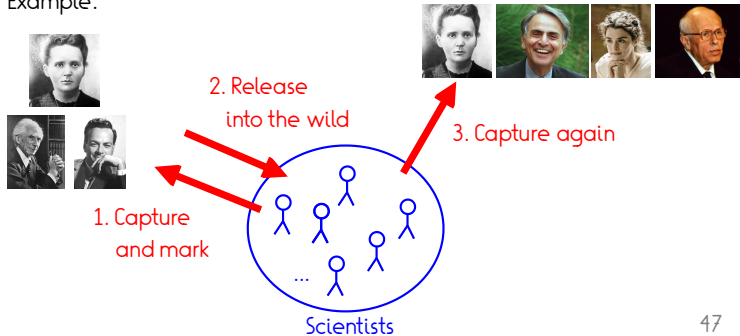 Example:
2. Release
into the wild
3. Capture again
1. Capture
and mark
...
Scientists
47